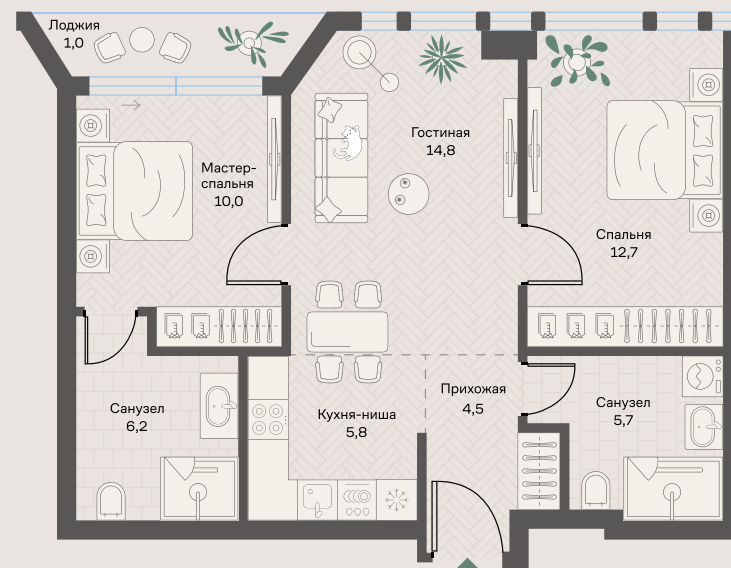 Лоджия
1,0
Гостиная
14,8
Мастер-
спальня
10,0
Спальня
12,7
Прихожая
4,5
Санузел
6,2
Кухня-ниша
5,8
Санузел
5,7